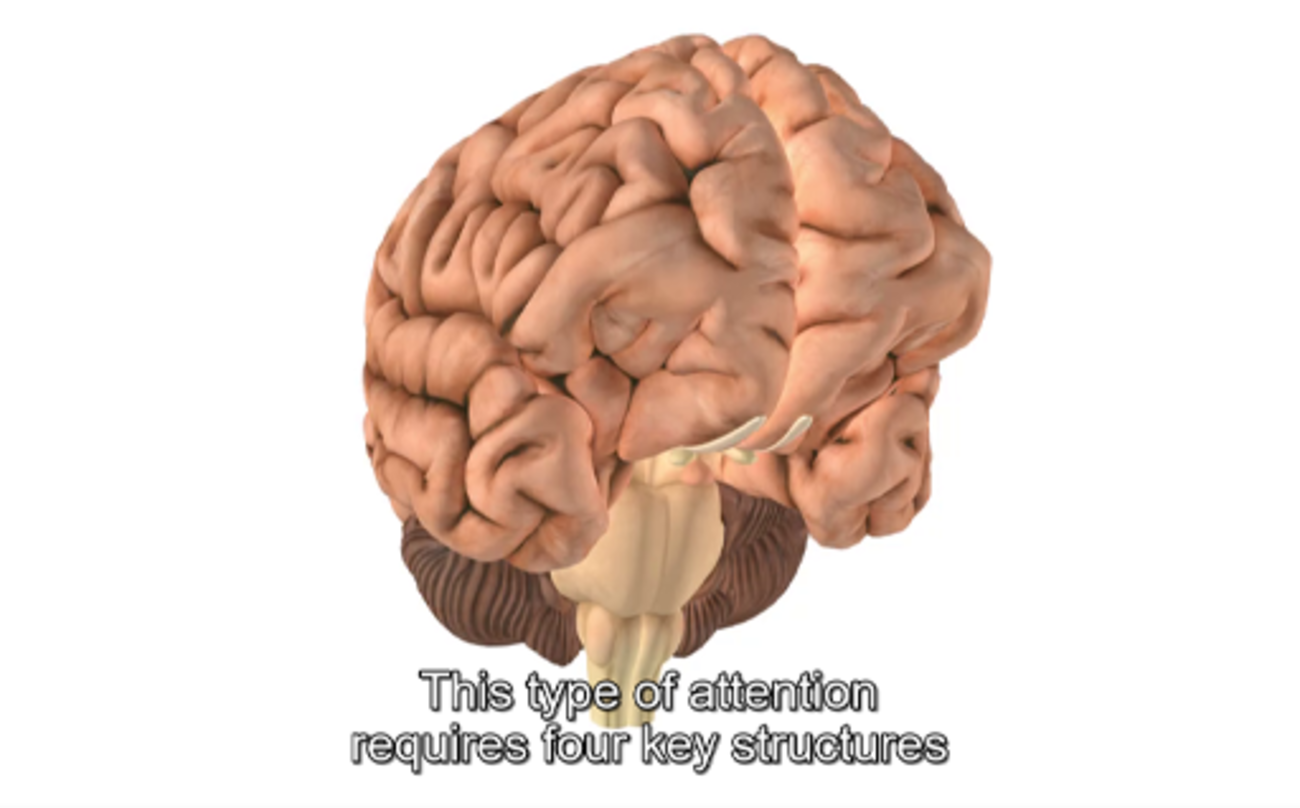 This type of attention
requires four key structures